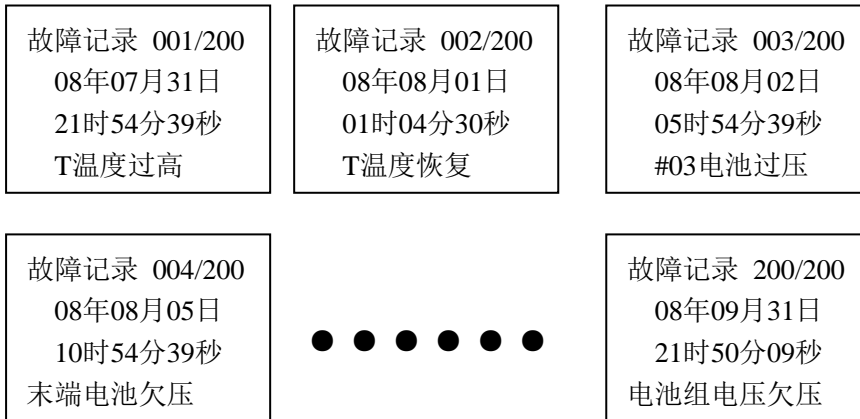 故障记录 001/200
08年07月31日
21时54分39秒
T温度过高
故障记录 002/200
08年08月01日
01时04分30秒
T温度恢复
故障记录 003/200
08年08月02日
05时54分39秒
#03电池过压
故障记录 004/200
08年08月05日
10时54分39秒
末端电池欠压
故障记录 200/200
08年09月31日
21时50分09秒
电池组电压欠压